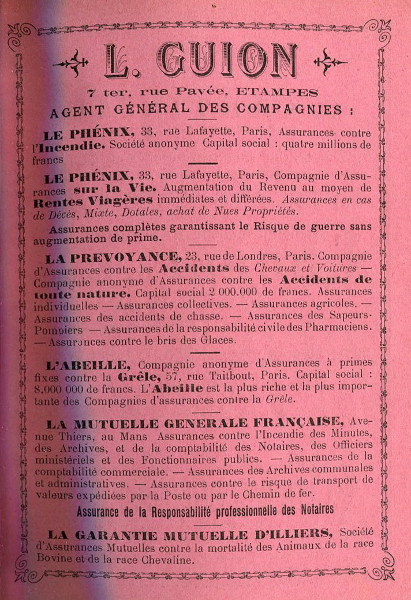 L. GUION
7 ter, rue Pavée, ETAMPES
AGENT GÉNÉRAL DES COMPAGNIES :
LE PHÉNIX, 33, rue Lafayette, Paris, Assurances contre
l'Incendie. Société anonyme Capital social : quatre millions de
francs
LE PHÉNIX, 33, rue Lafayette, Paris, Compagnie d'Assu-
rances sur la Vie. Augmentation du Revenu au moyen de
Rentes Viagères immédiates et différées. Assurances en cas
de Décès, Mixte, Dotales, achat de Nues Propriétés.
Assurances complètes garantissant le Risque de guerre sans
augmentation de prime.
LA PREVOYANCE, 23, rue de Londres, Paris. Compagnie
d'Assurances contre les Accidents des Chevaux et Voitures —
Compagnie anonyme d'Assurances contre les Accidents de
toute nature. Capital social 2.000.000 de francs. Assurances
individuelles — Assurances collectives. — Assurances agricoles, —
Assurances des accidents de chasse. — Assurances des Sapeurs-
Pompiers — Assurances de la responsabilité civile des Pharmaciens.
— Assurances contre le bris des Glaces.
L'ABEILLE, Compagnie anonyme d'Assurances à primes
fixes contre la Grêle, 57, rue Taitbout, Paris. Capital social :
8,000,000 de francs. L'Abeille est la plus riche et la plus impor-
tante des Compagnies d'assurances contre la Grêle.
LA MUTUELLE GENERALE FRANÇAISE, Ave-
nue Thiers, au Mans Assurances contre l'Incendie des Minutes,
des Archives, et de la comptabilité des Notaires, des Officiers
ministériels et des Fonctionnaires publics. — Assurances de la
comptabilité commerciale. — Assurances des Archives communales
et administratives. — Assurances contre le risque de transport de
valeurs expédiées par la Poste ou par le Chemin de fer.
Assurance de la Responsabilité professionnelle des Notaires
LA GARANTIE MUTUELLE D'ILLIERS, Société
d'Assurances Mutuelles contre la mortalité des Animaux de la race
Bovine et de la race Chevaline.